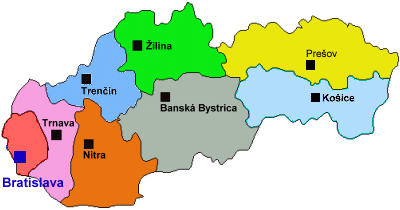 Žilina
Prešov
Trenčín
Košice
Banská Bystrica
Trnava
Nitra
Bratislava